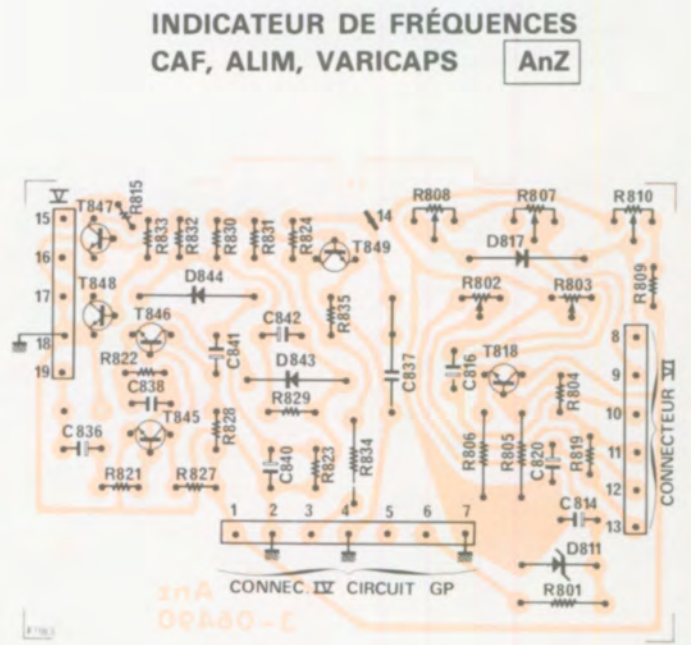 INDICATEUR DE FRÉQUENCES
CAF, ALIM, VARICAPS AnZ
V
15 T847 R815
R833 R832 R830 R831 R824
14
T849
R808 R807 R810
D817
16
D844
R809
17 T848
T846
R835
R802 R803
C842
C841
18
8
R822
D843
C837
C816
T818
19
9
C838
R829
R804
10
T845
R828
C836
C840 R823 R834
R806 R805 C820 R819
11
CONNECTEUR VI
R821 R827
12
1 2 3 4 5 6 7
C814
13
D811
CONNEC. IV CIRCUIT GP
R801
Anz
3-06490